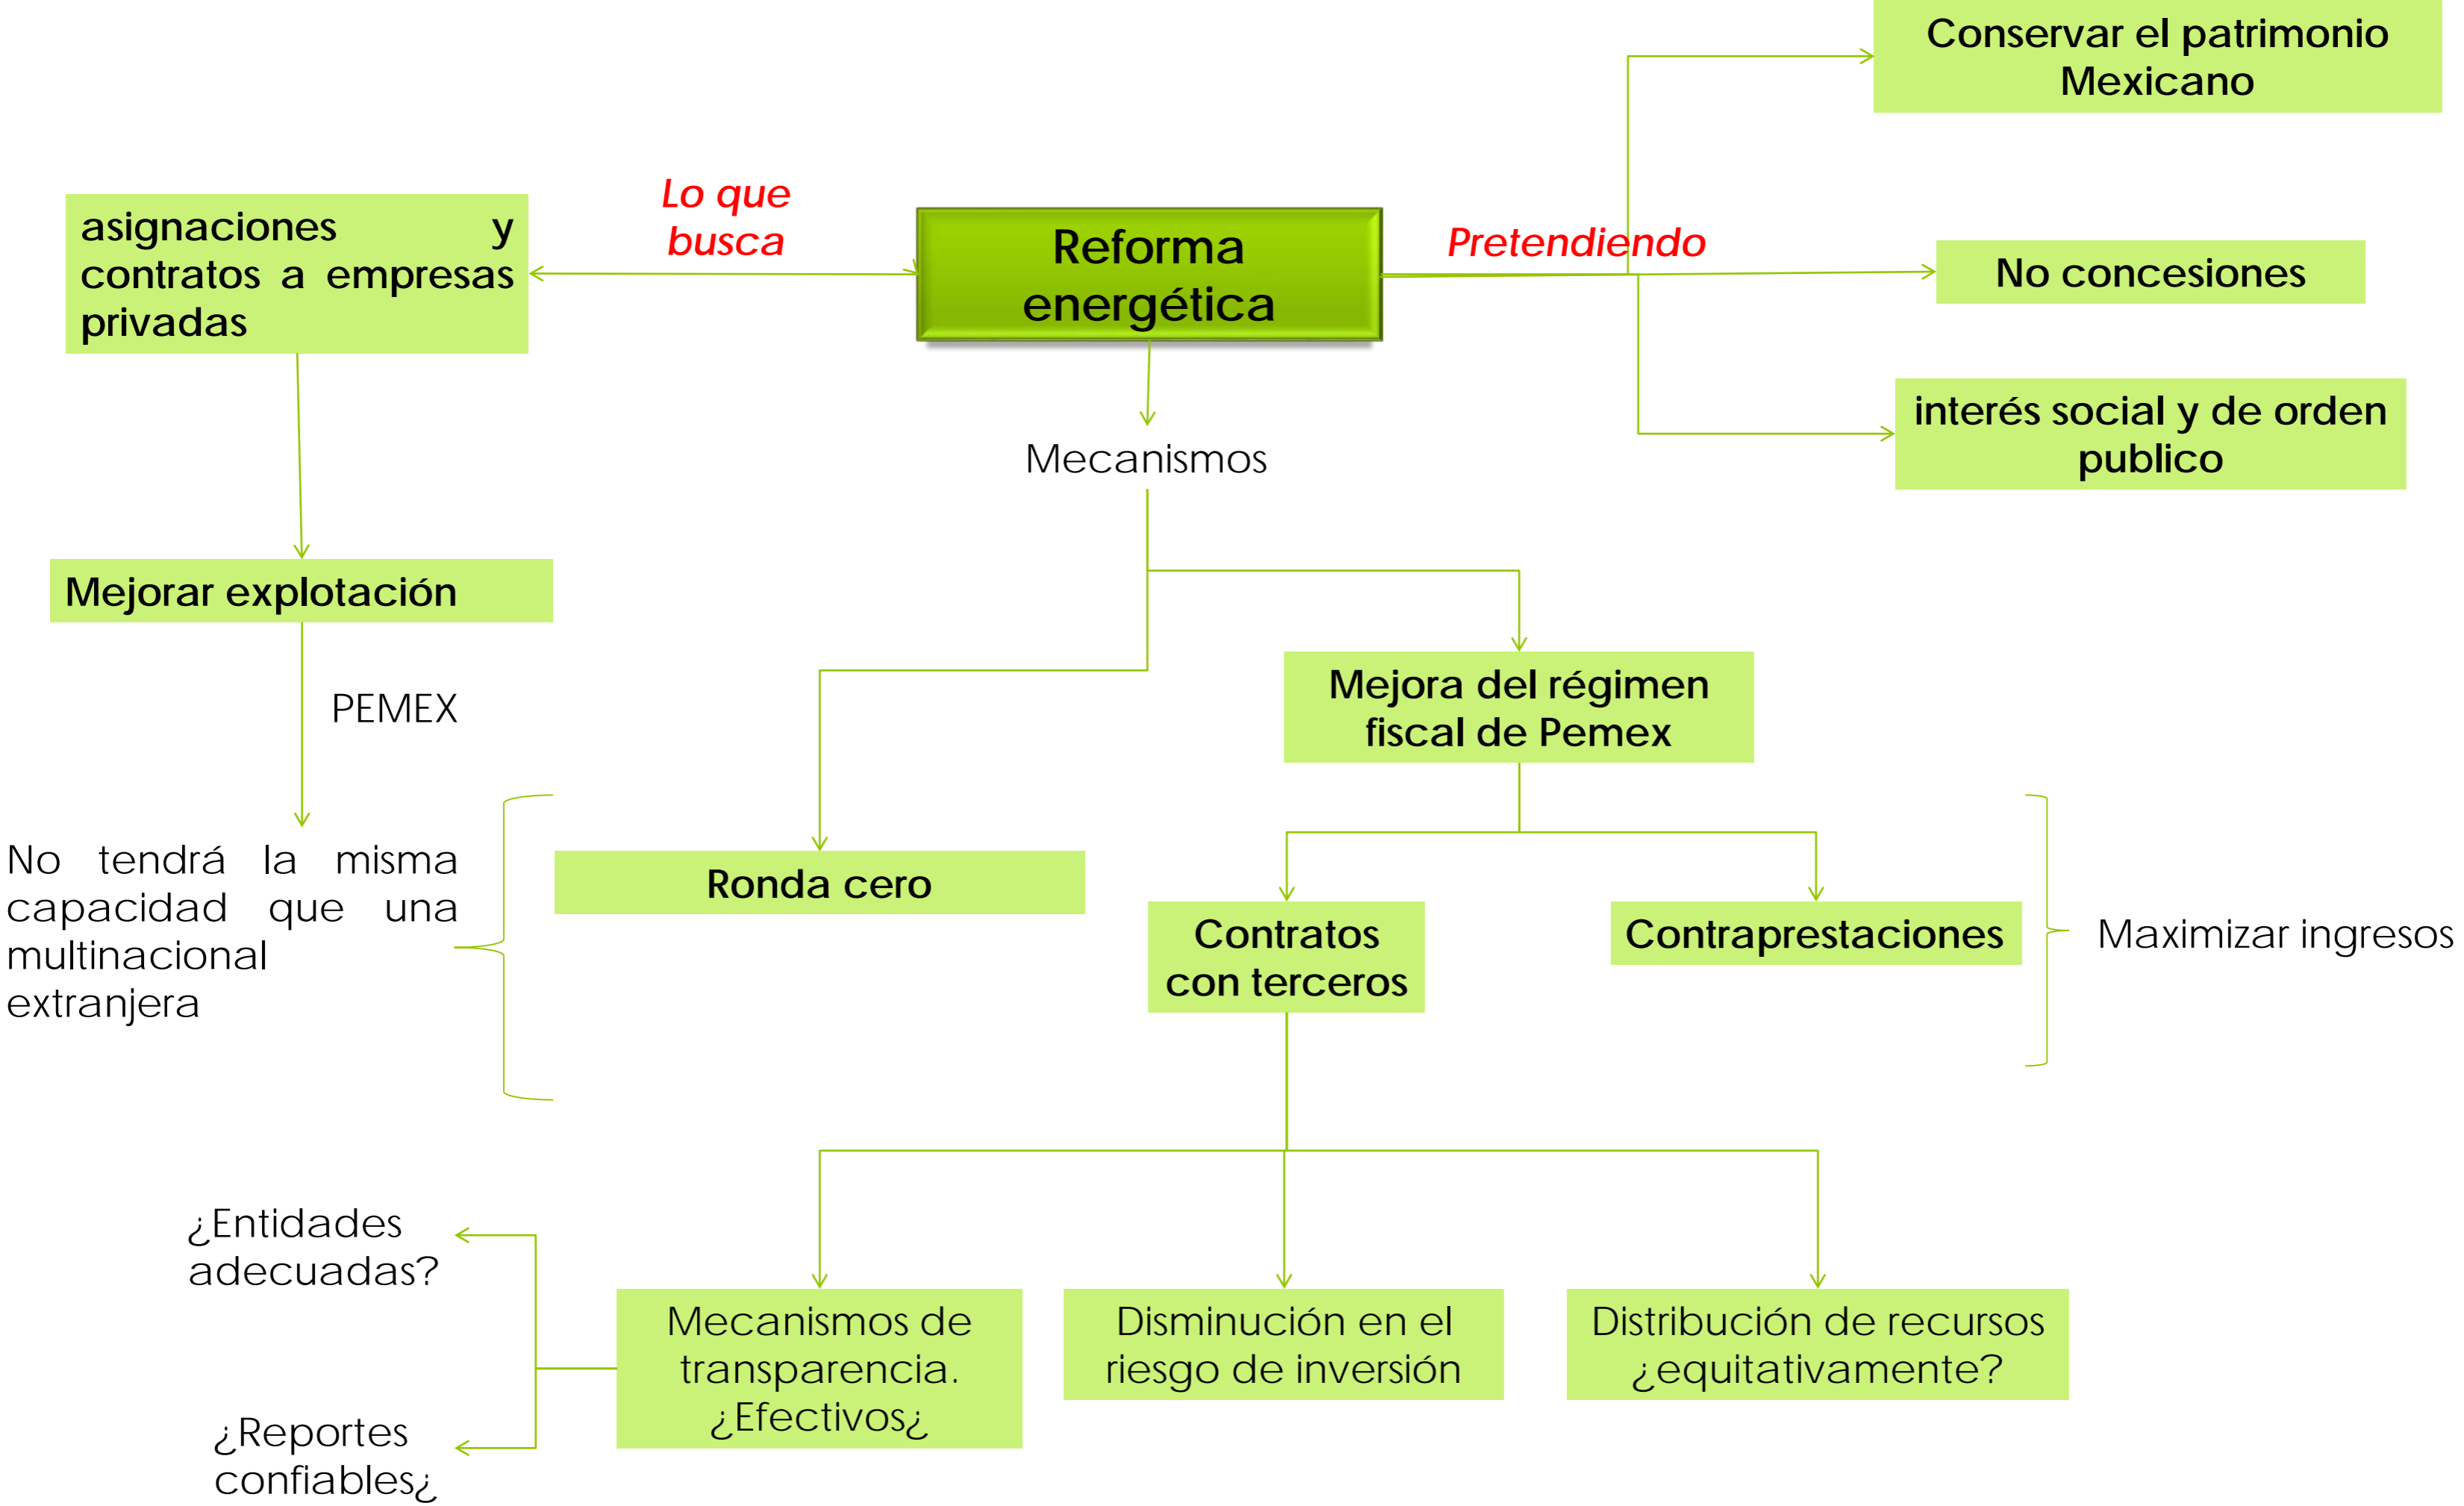 Conservar el patrimonio
Mexicano
Lo que
busca
asignaciones y
contratos a empresas
privadas
Reforma
energética
Pretendiendo
No concesiones
interés social y de orden
publico
Mecanismos
Mejorar explotación
PEMEX
Mejora del régimen
fiscal de Pemex
No tendrá la misma
capacidad que una
multinacional
extranjera
Ronda cero
Contratos
con terceros
Contraprestaciones
Maximizar ingresos
¿Entidades
adecuadas?
¿Reportes
confiables¿
Mecanismos de
transparencia.
¿Efectivos¿
Disminución en el
riesgo de inversión
Distribución de recursos
¿equitativamente?